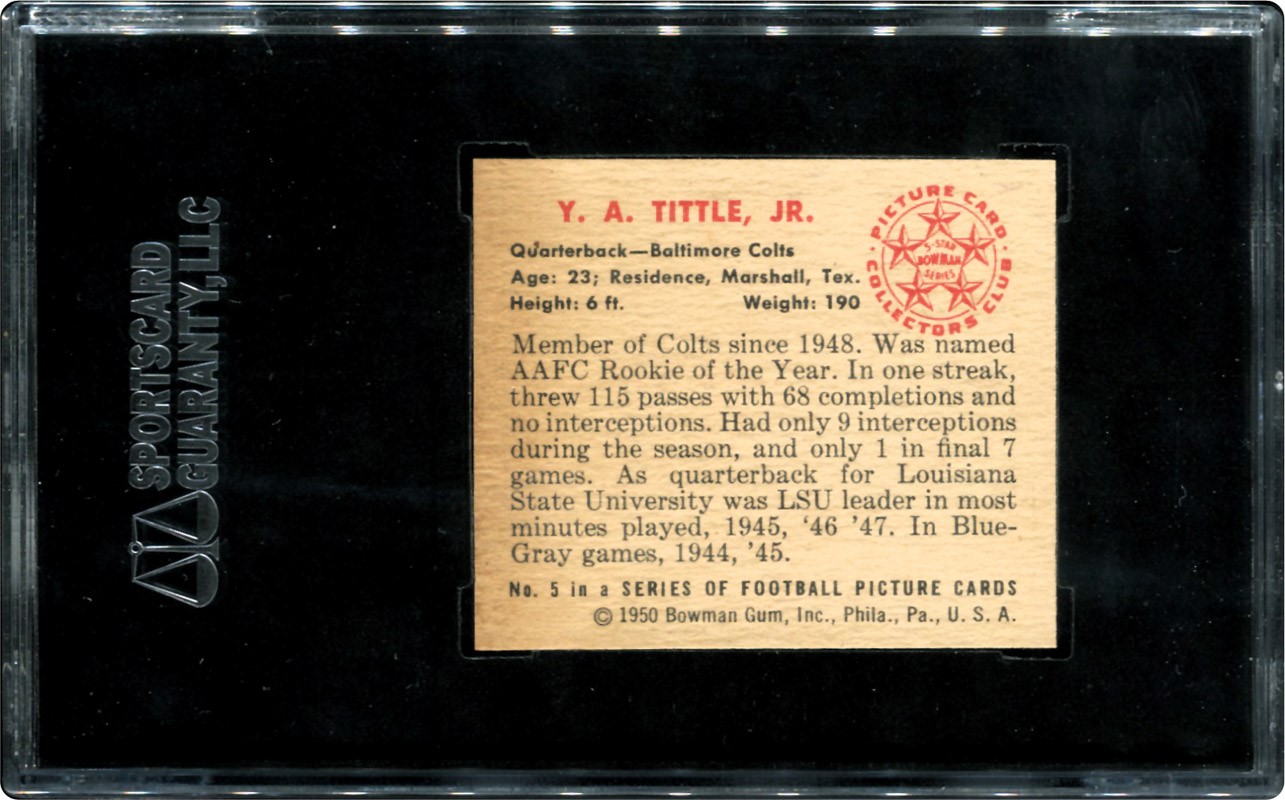 SPORTSCARD
GUARANTY, LLC
Y. A. TITTLE, JR.
Quarterback—Baltimore Colts
Age: 23; Residence, Marshall, Tex.
Height: 6 ft. Weight: 190
PICTURE CARD
COLLECTORS CLUB
5-STAR
BOWMAN
SERIES
Member of Colts since 1948. Was named
AAFC Rookie of the Year. In one streak,
threw 115 passes with 68 completions and
no interceptions. Had only 9 interceptions
during the season, and only 1 in final 7
games. As quarterback for Louisiana
State University was LSU leader in most
minutes played, 1945, ‘46 ’47. In Blue-
Gray games, 1944, ’45.
No. 5 in a SERIES OF FOOTBALL PICTURE CARDS
© 1950 Bowman Gum, Inc., Phila., Pa., U. S. A.